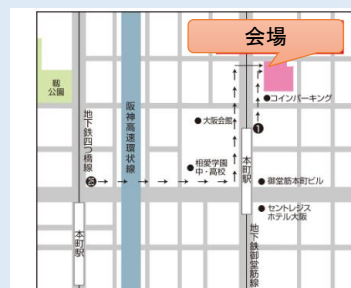 会場
靱
公園
コインパーキング
大阪会館
阪神高速環状線
地下鉄四つ橋線
1
本町駅
相愛学園
中・高校
28
御堂筋本町ビル
セントレジス
ホテル大阪
本町駅
地下鉄御堂筋線